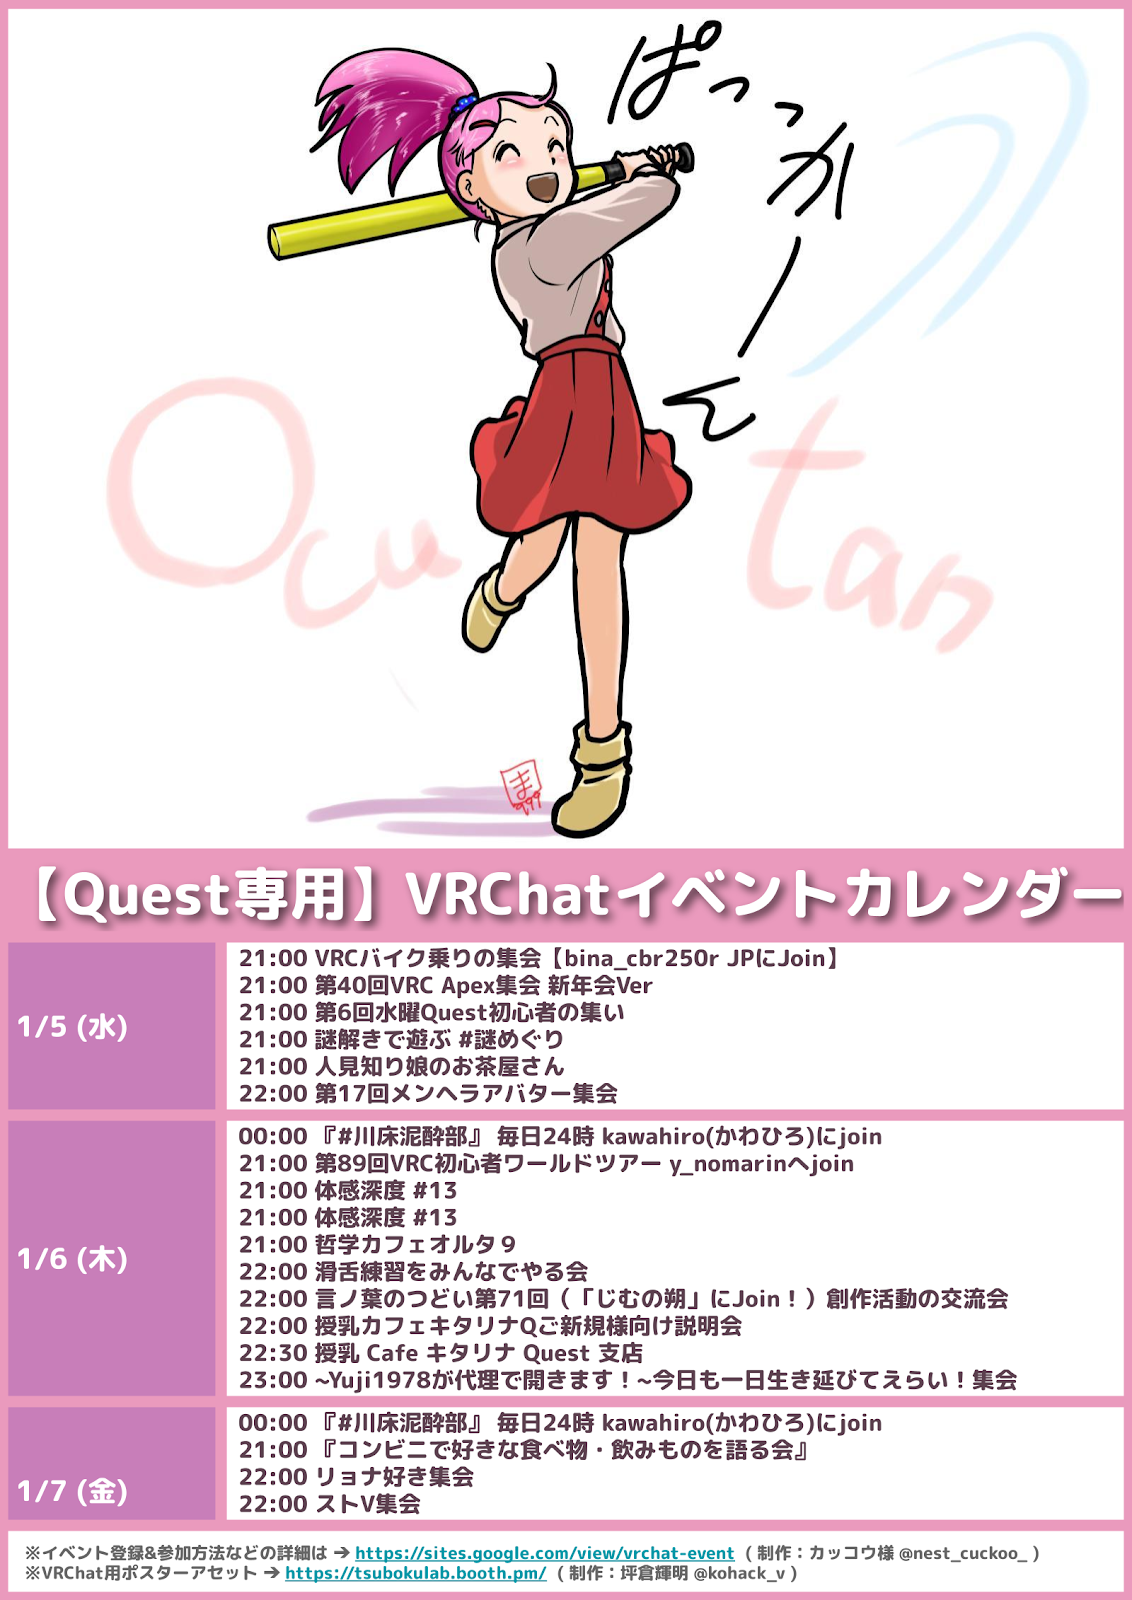 ぱっっかーん
Ocu tan
ま
999
【Quest専用】VRChatイベントカレンダー
1/5 (水)
21:00 VRCバイク乗りの集会【bina_cbr250r JPにJoin】
21:00 第40回VRC Apex集会 新年会Ver
21:00 第6回水曜Quest初心者の集い
21:00 謎解きで遊ぶ #謎めぐり
21:00 人見知り娘のお茶屋さん
22:00 第17回メンヘラアバター集会
1/6 (木)
00:00 『#川床泥酔部』 毎日24時 kawahiro(かわひろ)にjoin
21:00 第89回VRC初心者ワールドツアー y_nomarinへjoin
21:00 体感深度 #13
21:00 体感深度 #13
21:00 哲学カフェオルタ９
22:00 滑舌練習をみんなでやる会
22:00 言ノ葉のつどい第71回（「じむの朔」にJoin！）創作活動の交流会
22:00 授乳カフェキタリナQご新規様向け説明会
22:30 授乳 Cafe キタリナ Quest 支店
23:00 ~Yuji1978が代理で開きます！~今日も一日生き延びてえらい！集会
1/7 (金)
00:00 『#川床泥酔部』 毎日24時 kawahiro(かわひろ)にjoin
21:00 『コンビニで好きな食べ物・飲みものを語る会』
22:00 リョナ好き集会
22:00 ストV集会
※イベント登録&参加方法などの詳細は → https://sites.google.com/view/vrchat-event ( 制作：カッコウ様 @nest_cuckoo_ )
※VRChat用ポスターアセット → https://tsubokulab.booth.pm/ ( 制作：坪倉輝明 @kohack_v )